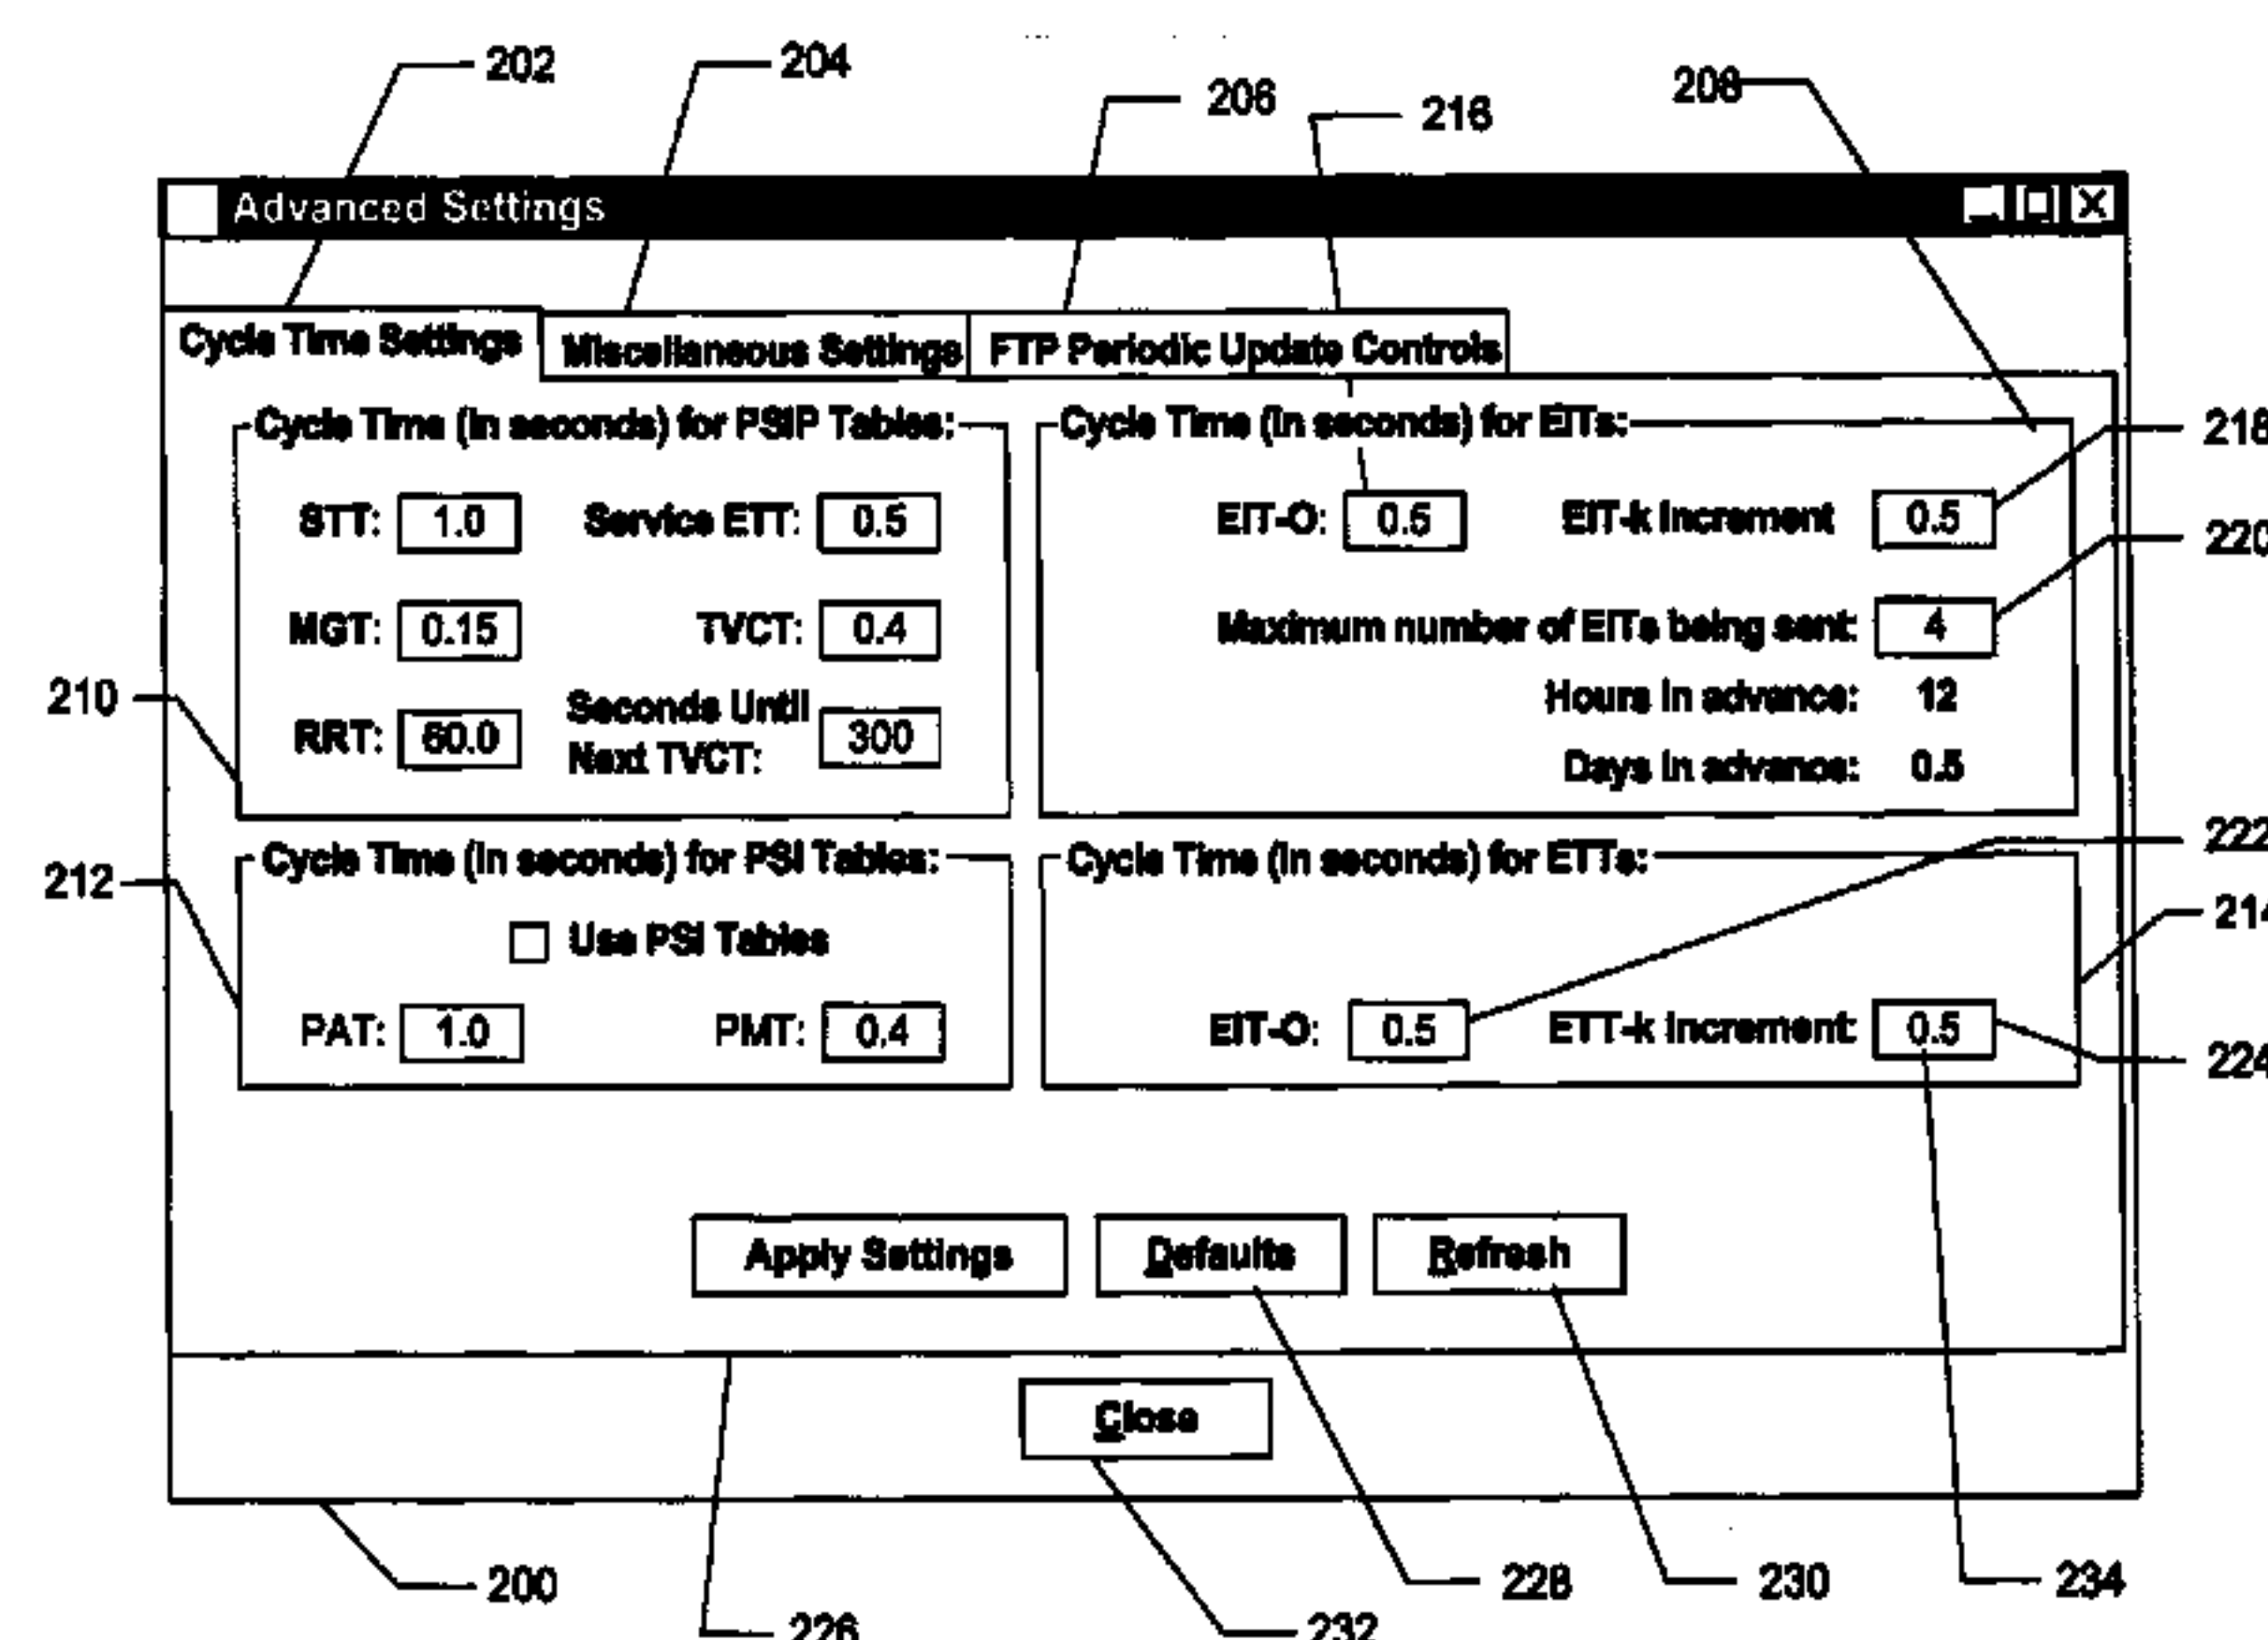 202
204
206
216
208
Advanced Settings
Cycle Time Settings
Miscellaneous Settings
FTP Periodic Update Controls
Cycle Time (in seconds) for PSIP Tables:
STT: 1.0
Service ETT: 0.5
MGT: 0.15
TVCT: 0.4
RRT: 60.0
Seconds Until
Next TVCT: 300
Cycle Time (in seconds) for EITs:
EIT-O: 0.5
EIT-k Increment 0.5
Maximum number of EITs being sent: 4
Hours in advance: 12
Days in advance: 0.5
218
220
210
212
Cycle Time (in seconds) for PSI Tables:
Use PSI Tables
PAT: 1.0
PMT: 0.4
Cycle Time (in seconds) for ETTs:
EIT-O: 0.5
ETT-k Increment: 0.5
222
214
224
Apply Settings
Defaults
Refresh
Close
200
226
232
228
230
234